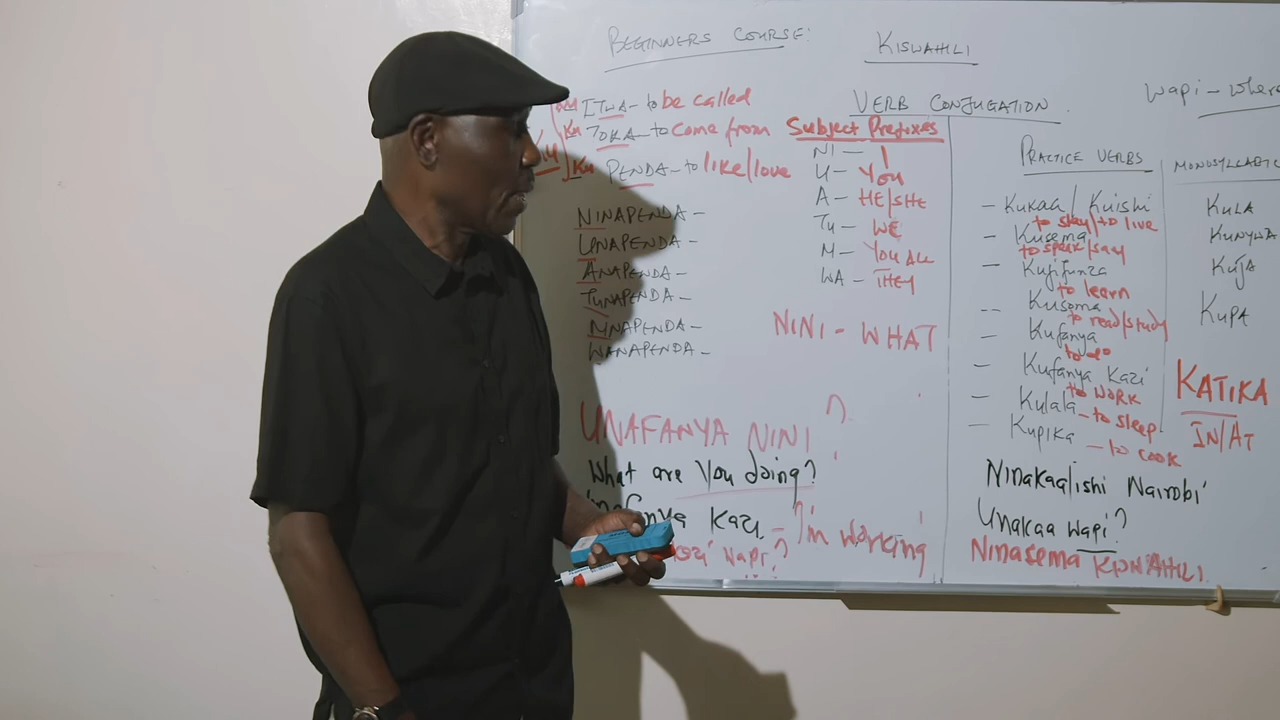 BEGINNERS COURSE:
KISWAHILI
VERB CONJUGATION
Wapi - where
ITWA - to be called
Ku TOKA - to come from
Ku PENDA - to like/love
NINAPENDA -
UNAPENDA -
ANAPENDA -
TUNAPENDA -
MNAPENDA -
WANAPENDA -
Subject Prefixes
NI - I
U - YOU
A - HE/SHE
TU - WE
M - YOU ALL
WA - THEY
NINI - WHAT
UNAFANYA NINI ?
What are you doing?
Kazi - I'm working
Wapi?
PRACTICE VERBS
- Kukaa / Kuishi
to stay/to live
- Kusema
to speak/say
- Kujifunza
to learn
- Kusoma
to read/study
- Kufanya
to do
- Kufanya Kazi
to work
- Kulala - to sleep
- Kupika - to cook
Ninakaa/ishi Nairobi
Unakaa wapi?
Ninasema KISWAHILI
MONOSYLLABIC
KULA
KUNYWA
KUJA
KUPA
KATIKA
IN/AT